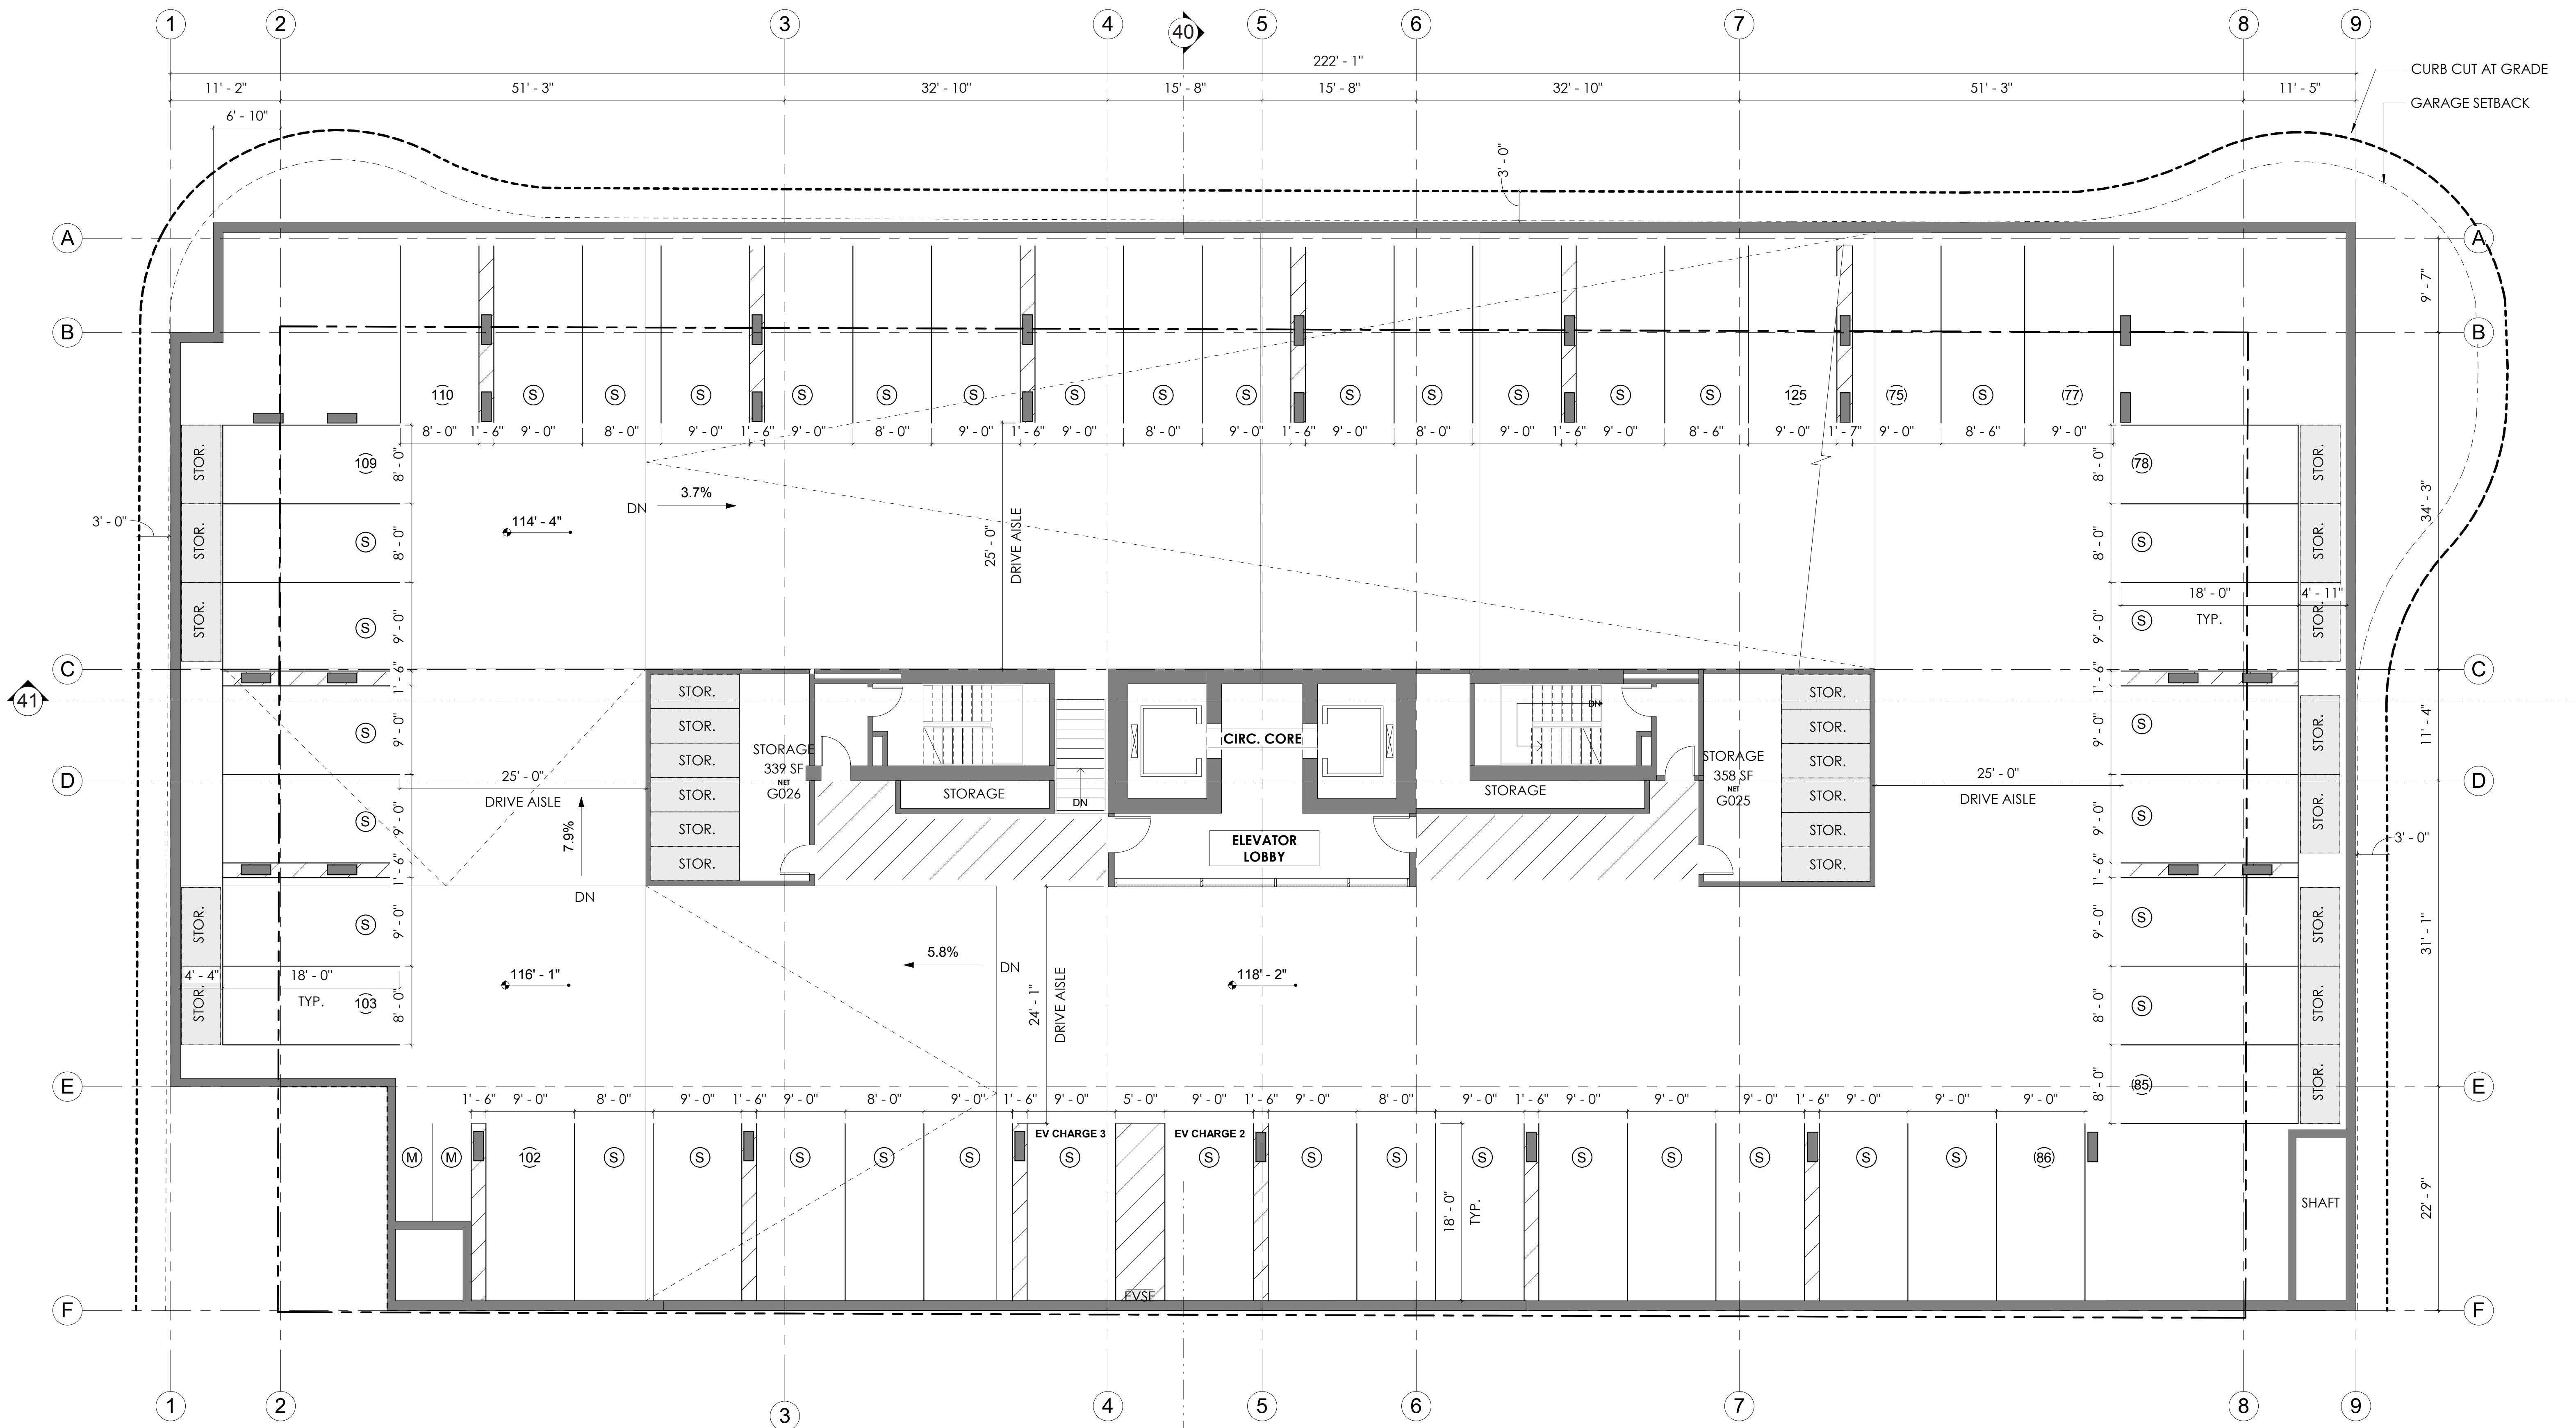 1 2 3 4 40 5 6 7 8 9
222' - 1"
CURB CUT AT GRADE
11' - 2" 51' - 3" 32' - 10" 15' - 8" 15' - 8" 32' - 10" 51' - 3" 11' - 5"
GARAGE SETBACK
6' - 10"
3' - 0"
A A
9' - 7"
B B
110 S S S S S S S S S S S S S S 125 75 S 77
8' - 0" 1' - 6" 9' - 0" 8' - 0" 9' - 0" 1' - 6" 9' - 0" 8' - 0" 9' - 0" 1' - 6" 9' - 0" 8' - 0" 9' - 0" 1' - 6" 9' - 0" 8' - 0" 9' - 0" 1' - 6" 9' - 0" 8' - 6" 9' - 0" 1' - 7" 9' - 0" 8' - 6" 9' - 0"
STOR. 109 8' - 0" 8' - 0" 78 STOR.
3.7%
DN
34' - 3"
3' - 0"
114' - 4"
25' - 0"
DRIVE AISLE
STOR. S 8' - 0" 8' - 0" S STOR.
18' - 0" 4' - 11"
TYP.
STOR. S 9' - 0" 9' - 0" S STOR.
C C
1' - 6" 1' - 6"
41
STOR. STOR.
DN
STOR. STOR.
S 9' - 0" 9' - 0" S STOR.
11' - 4"
CIRC. CORE
STORAGE STORAGE
STOR. 339 SF 358 SF STOR.
NET NET
G026 G025
D D
25' - 0" 25' - 0"
STOR. STORAGE STORAGE STOR.
DRIVE AISLE DN DRIVE AISLE
S 9' - 0" 9' - 0" S STOR.
7.9%
STOR. STOR.
3' - 0"
ELEVATOR
LOBBY
STOR. STOR.
1' - 6" 1' - 6"
DN
STOR. S 9' - 0" 9' - 0" S STOR.
31' - 1"
5.8%
DN
4' - 4" 18' - 0"
116' - 1" 118' - 2"
STOR. TYP. 103 8' - 0" 24' - 1" DRIVE AISLE 8' - 0" S STOR.
E E
8' - 0" 85 STOR.
1' - 6" 9' - 0" 8' - 0" 9' - 0" 1' - 6" 9' - 0" 8' - 0" 9' - 0" 1' - 6" 9' - 0" 5' - 0" 9' - 0" 1' - 6" 9' - 0" 8' - 0" 9' - 0" 1' - 6" 9' - 0" 9' - 0" 9' - 0" 1' - 6" 9' - 0" 9' - 0" 9' - 0"
EV CHARGE 3 EV CHARGE 2
M M 102 S S S S S S S S S S S S S S S 86
18' - 0"
TYP.
SHAFT
22' - 9"
EVSE
F F
1 2 3 4 5 6 7 8 9